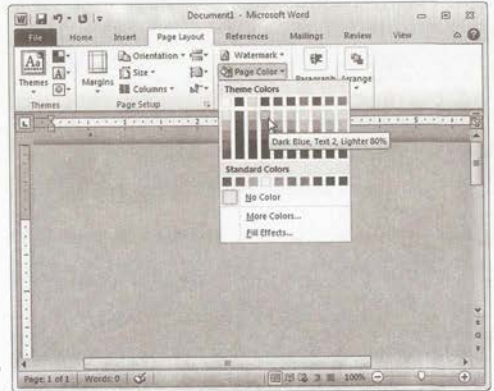 Document1 - Microsoft Word
File Home Insert Page Layout References Mailings Review View
Themes
Themes
Margins
Orientation
Size
Columns
Page Setup
Watermark
Page Color
Paragraph Arrange
Theme Colors
Dark Blue, Text 2, Lighter 80%
Standard Colors
No Color
More Colors...
Fill Effects...
Page: 1 of 1 Words: 0 100%